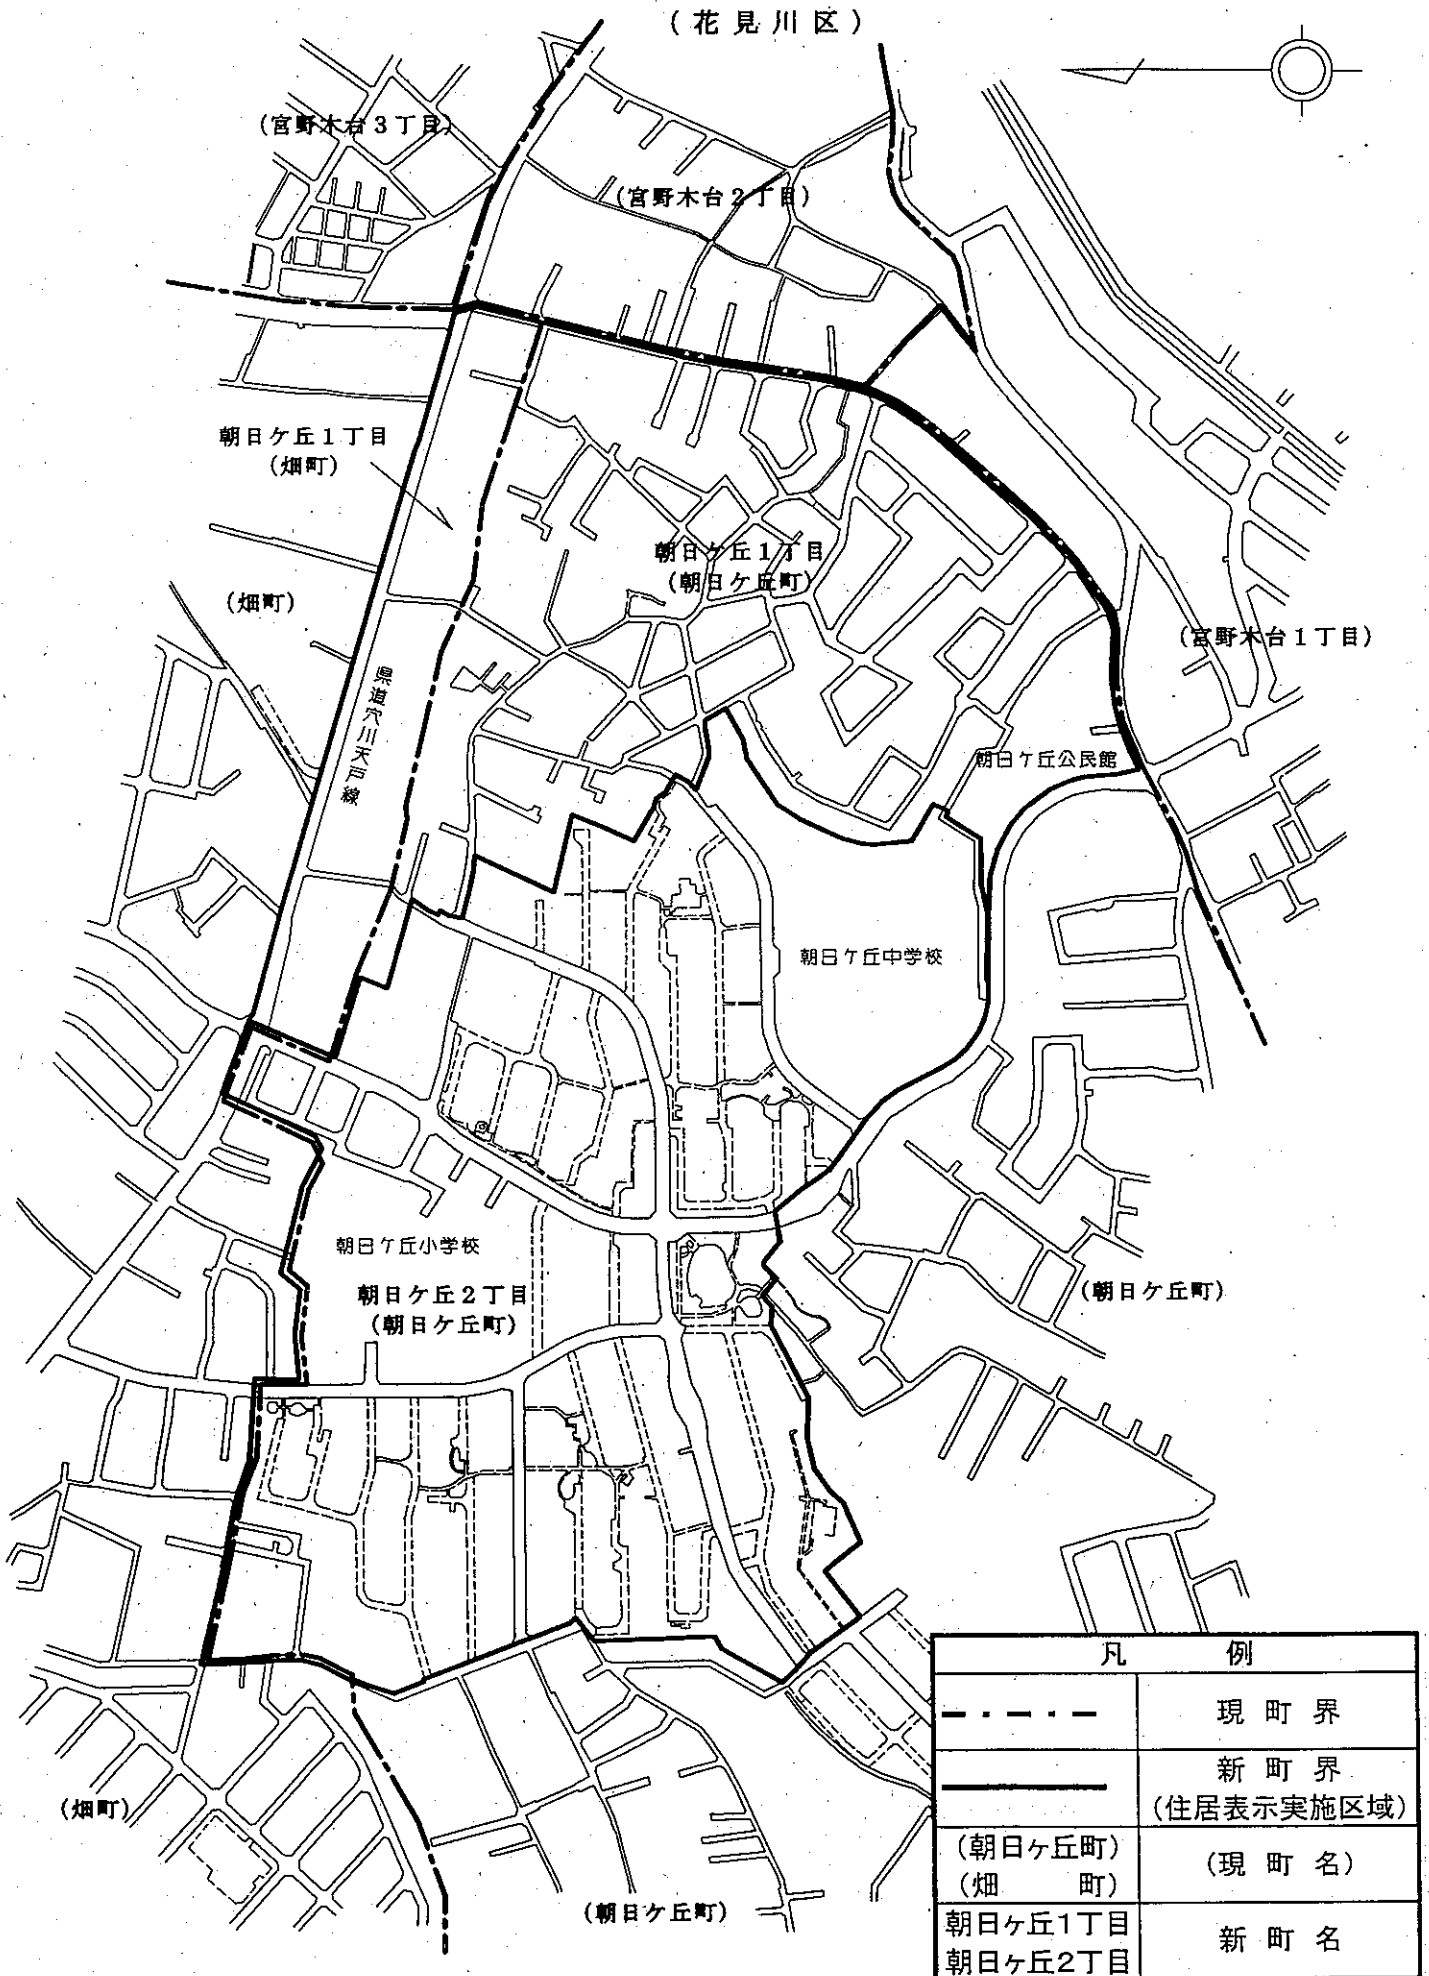 (花見川区)
(宮野木台3丁目)
(宮野木台2丁目)
朝日ケ丘1丁目
(畑町)
朝日ケ丘1丁目
(朝日ケ丘町)
(畑町)
(宮野木台1丁目)
県道穴川天戸線
朝日ケ丘公民館
朝日ケ丘中学校
朝日ケ丘小学校
朝日ケ丘2丁目
(朝日ケ丘町)
(朝日ケ丘町)
(畑町)
(朝日ケ丘町)
凡例
現町界
新町界
(住居表示実施区域)
(朝日ヶ丘町)
(畑町)
(現町名)
朝日ヶ丘1丁目
朝日ヶ丘2丁目
新町名